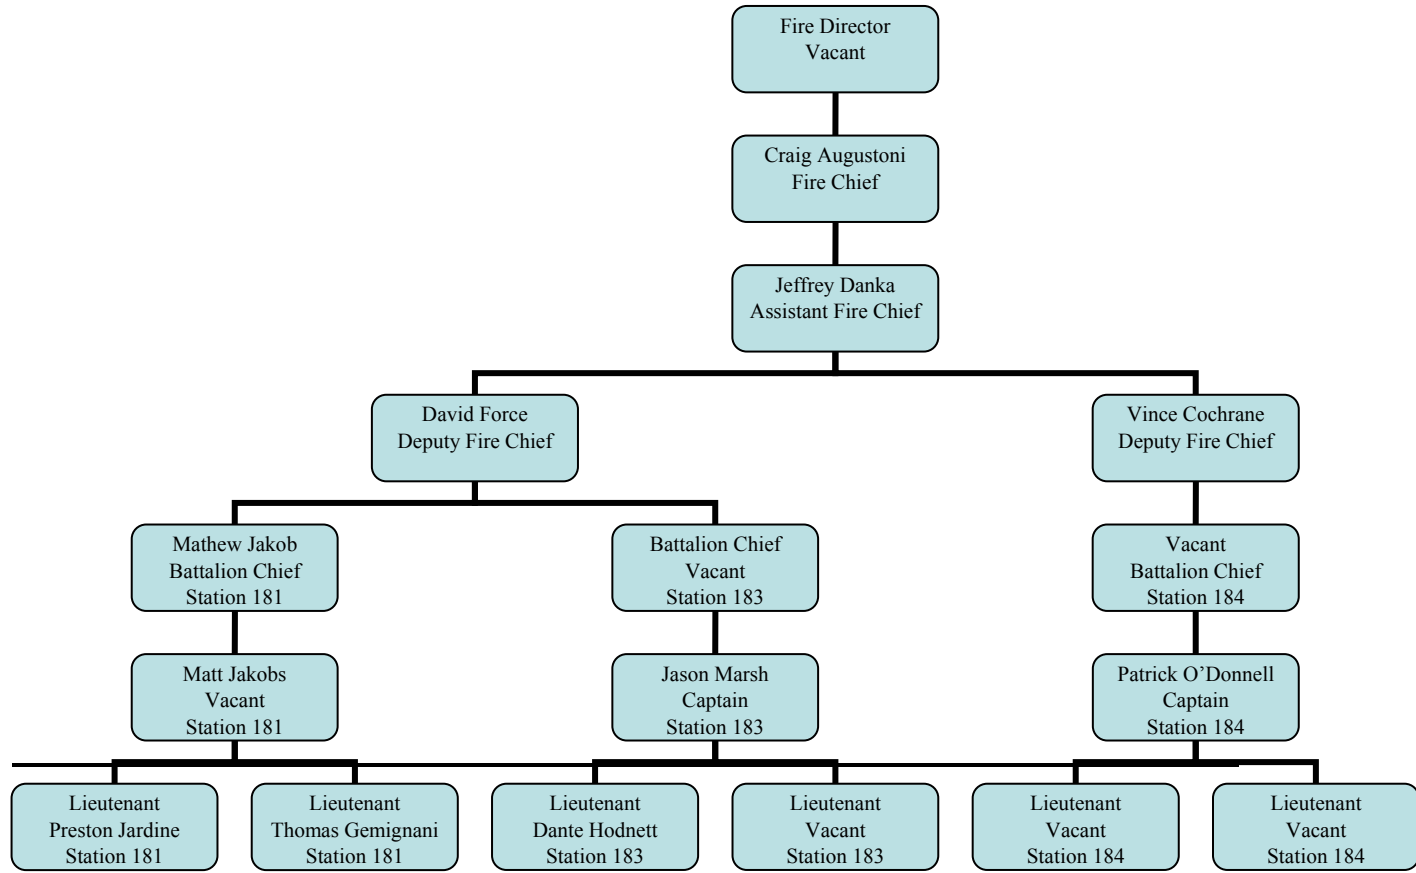 Fire Director
Vacant
Craig Augustoni
Fire Chief
Jeffrey Danka
Assistant Fire Chief
David Force
Deputy Fire Chief
Vince Cochrane
Deputy Fire Chief
Mathew Jakob
Battalion Chief
Station 181
Battalion Chief
Vacant
Station 183
Vacant
Battalion Chief
Station 184
Matt Jakobs
Vacant
Station 181
Jason Marsh
Captain
Station 183
Patrick O’Donnell
Captain
Station 184
Lieutenant
Preston Jardine
Station 181
Lieutenant
Thomas Gemignani
Station 181
Lieutenant
Dante Hodnett
Station 183
Lieutenant
Vacant
Station 183
Lieutenant
Vacant
Station 184
Lieutenant
Vacant
Station 184